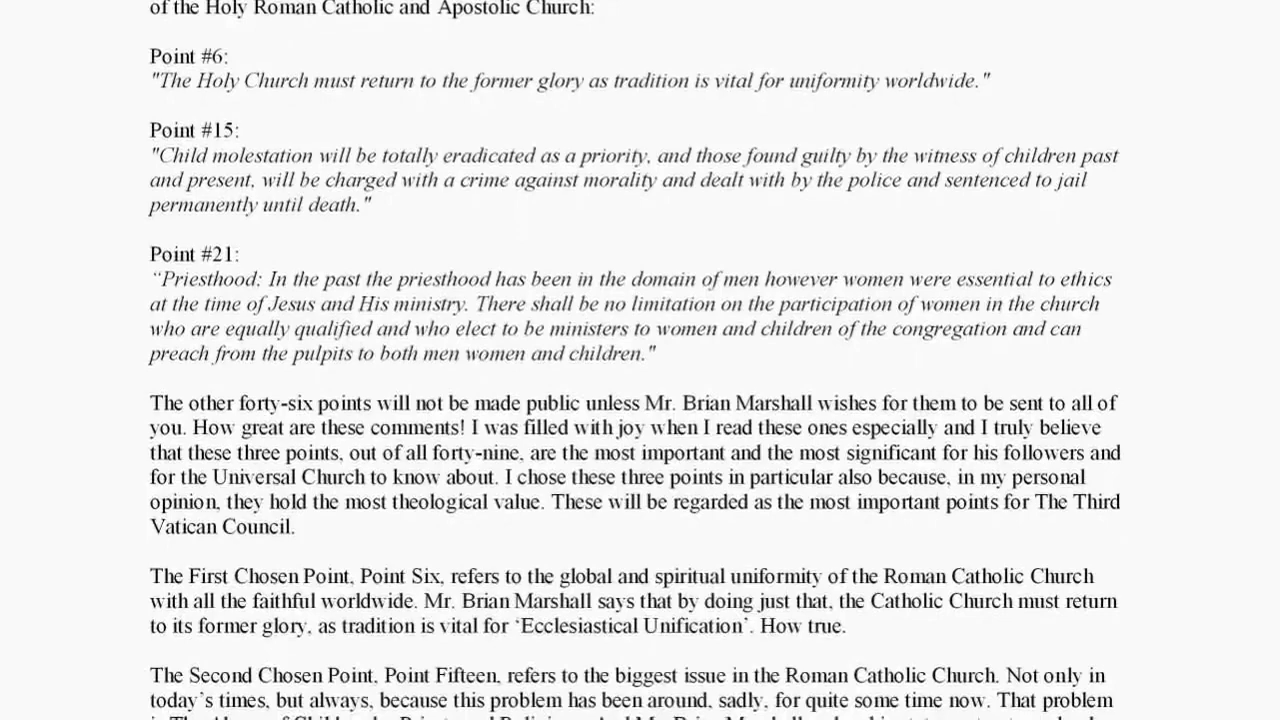 of the Holy Roman Catholic and Apostolic Church:
Point #6:
"The Holy Church must return to the former glory as tradition is vital for uniformity worldwide."
Point #15:
"Child molestation will be totally eradicated as a priority, and those found guilty by the witness of children past
and present, will be charged with a crime against morality and dealt with by the police and sentenced to jail
permanently until death."
Point #21:
“Priesthood: In the past the priesthood has been in the domain of men however women were essential to ethics
at the time of Jesus and His ministry. There shall be no limitation on the participation of women in the church
who are equally qualified and who elect to be ministers to women and children of the congregation and can
preach from the pulpits to both men women and children."
The other forty-six points will not be made public unless Mr. Brian Marshall wishes for them to be sent to all of
you. How great are these comments! I was filled with joy when I read these ones especially and I truly believe
that these three points, out of all forty-nine, are the most important and the most significant for his followers and
for the Universal Church to know about. I chose these three points in particular also because, in my personal
opinion, they hold the most theological value. These will be regarded as the most important points for The Third
Vatican Council.
The First Chosen Point, Point Six, refers to the global and spiritual uniformity of the Roman Catholic Church
with all the faithful worldwide. Mr. Brian Marshall says that by doing just that, the Catholic Church must return
to its former glory, as tradition is vital for ‘Ecclesiastical Unification’. How true.
The Second Chosen Point, Point Fifteen, refers to the biggest issue in the Roman Catholic Church. Not only in
today’s times, but always, because this problem has been around, sadly, for quite some time now. That problem